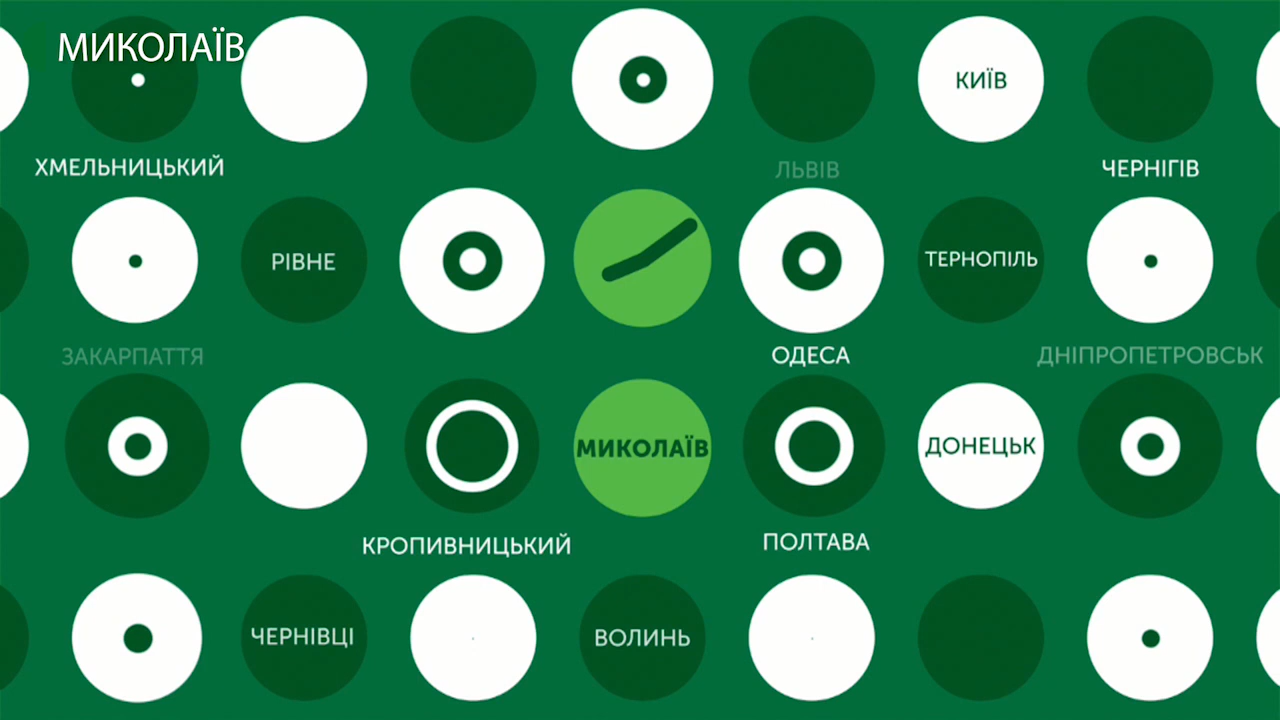 МИКОЛАЇВ
КИЇВ
ХМЕЛЬНИЦЬКИЙ
ЛЬВІВ
ЧЕРНІГІВ
РІВНЕ
ТЕРНОПІЛЬ
ЗАКАРПАТТЯ
ОДЕСА
ДНІПРОПЕТРОВСЬК
МИКОЛАЇВ
ДОНЕЦЬК
КРОПИВНИЦЬКИЙ
ПОЛТАВА
ЧЕРНІВЦІ
ВОЛИНЬ